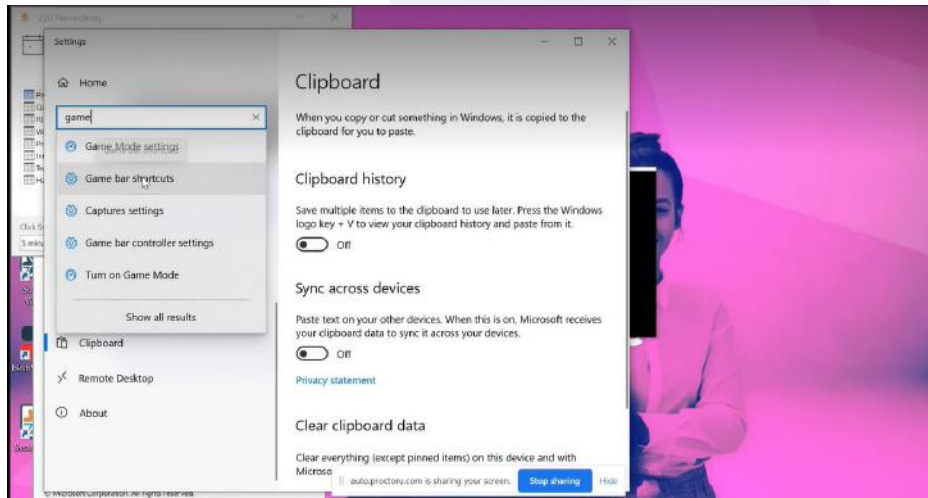 Settings
Home
game
Game Mode settings
Game bar shortcuts
Captures settings
Game bar controller settings
Turn on Game Mode
Show all results
Clipboard
Remote Desktop
About
Clipboard
When you copy or cut something in Windows, it is copied to the
clipboard for you to paste.
Clipboard history
Save multiple items to the clipboard to use later. Press the Windows
logo key + V to view your clipboard history and paste from it.
Off
Sync across devices
Paste text on your other devices. When this is on, Microsoft receives
your clipboard data to sync it across your devices.
Off
Privacy statement
Clear clipboard data
Clear everything (except pinned items) on this device and with
Microso
auto.proctoru.com is sharing your screen.
Stop sharing
Hide
© Microsoft Corporation. All rights reserved.